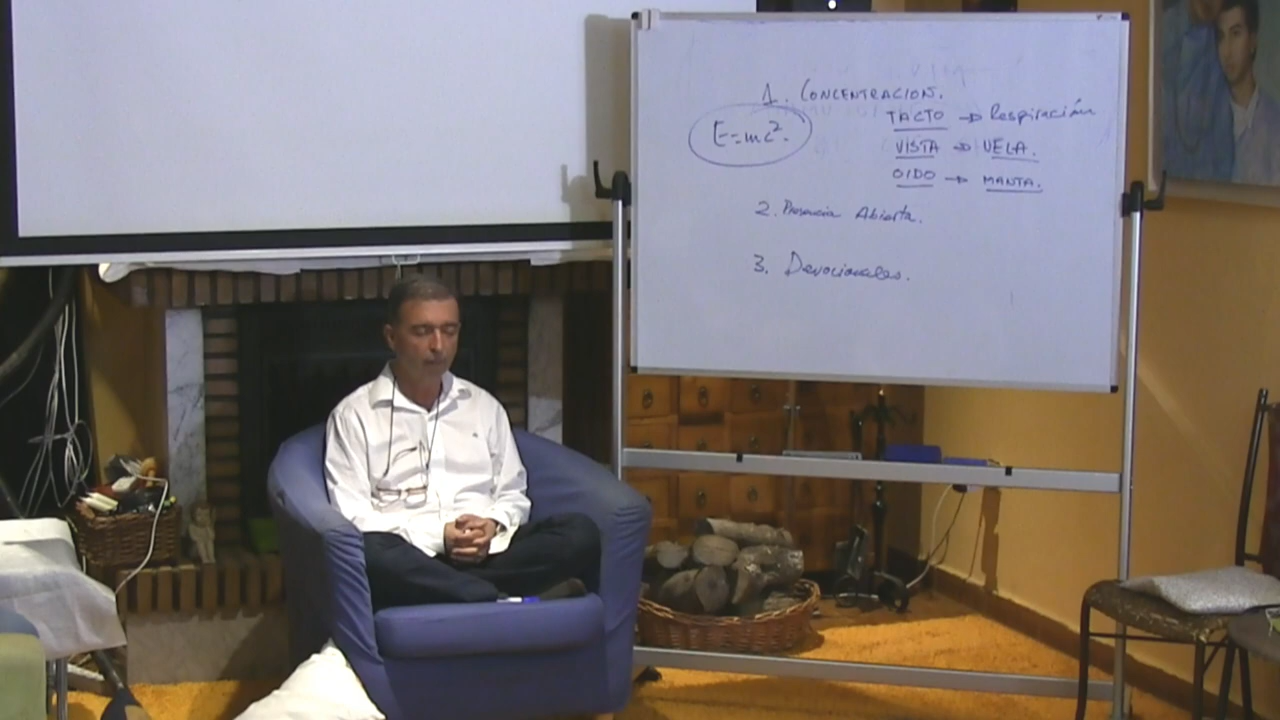 1. CONCENTRACION.
E=mc².
TACTO → Respiración
VISTA → VELA.
OIDO → MANTA.
2. Presencia Abierta.
3. Devocionales.